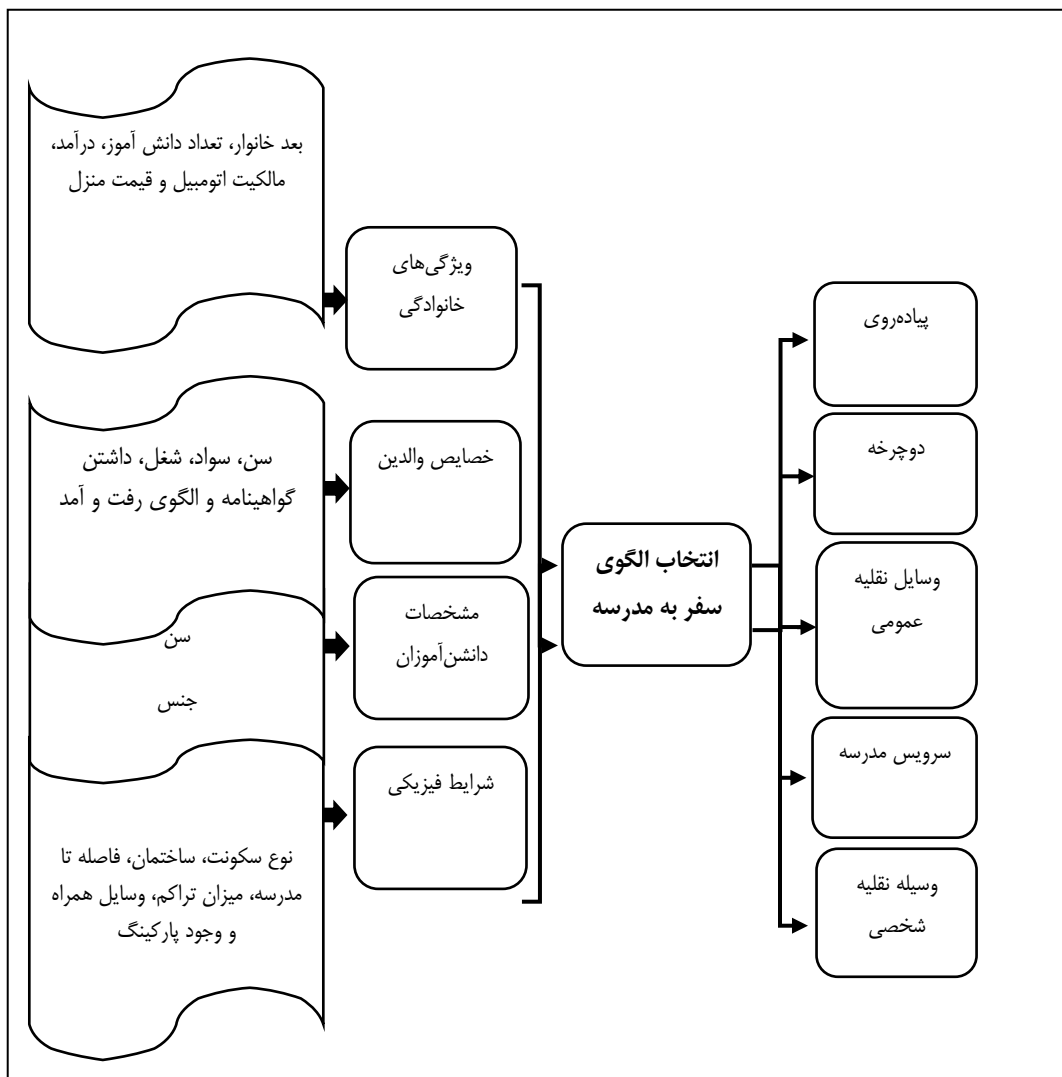 بعد خانوار، تعداد دانش آموز، درآمد،
مالکیت اتومبیل و قیمت منزل
ویژگی‌های
خانوادگی
پیاده‌روی
سن، سواد، شغل، داشتن
گواهینامه و الگوی رفت و آمد
خصایص والدین
دوچرخه
انتخاب الگوی
سفر به مدرسه
وسایل نقلیه
عمومی
سن
جنس
مشخصات
دانشن‌آموزان
سرویس مدرسه
شرایط فیزیکی
نوع سکونت، ساختمان، فاصله تا
مدرسه، میزان تراکم، وسایل همراه
و وجود پارکینگ
وسیله نقلیه
شخصی